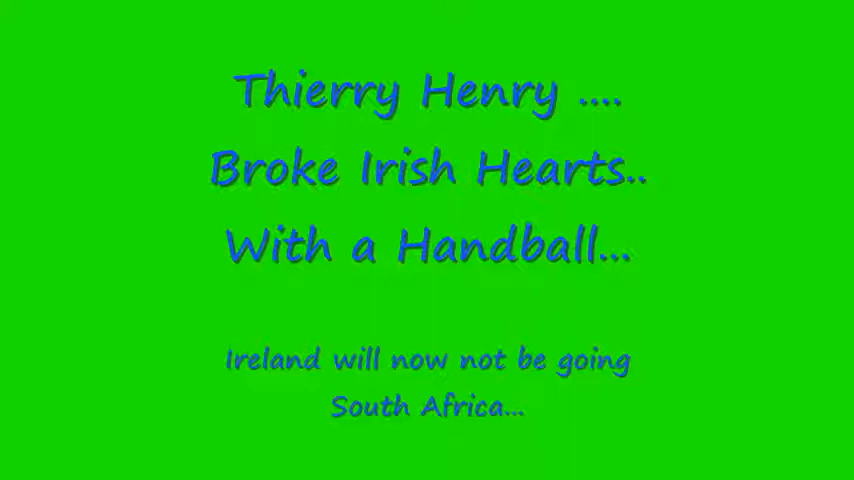 Thierry Henry ....
Broke Irish Hearts..
With a Handball...
Ireland will now not be going
South Africa...